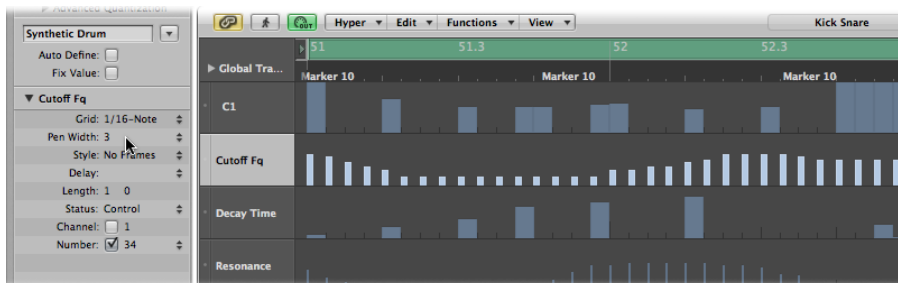 Advanced Quantization
Synthetic Drum
Auto Define:
Fix Value:
Cutoff Fq
Grid: 1/16-Note
Pen Width: 3
Style: No Frames
Delay:
Length: 1 0
Status: Control
Channel: 1
Number: 34
OUT
Hyper Edit Functions View
Kick Snare
51 51.3 52 52.3
Global Tra...
Marker 10 Marker 10 Marker 10
C1
Cutoff Fq
Decay Time
Resonance